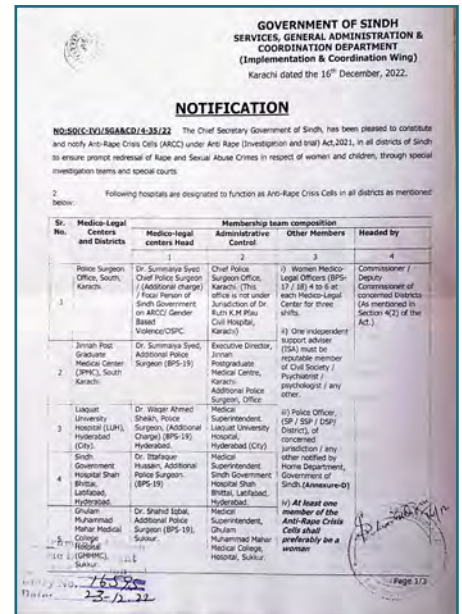 GOVERNMENT OF SINDH
SERVICES, GENERAL ADMINISTRATION &
COORDINATION DEPARTMENT
(Implementation & Coordination Wing)
Karachi dated the 16th December, 2022.
NOTIFICATION
NO:SO(C-IV)/SGA&CD/4-35/22 The Chief Secretary Government of Sindh, has been pleased to constitute
and notify Anti-Rape Crisis Cells (ARCC) under Anti Rape (Investigation and trial) Act,2021, in all districts of Sindh
to ensure prompt redressal of Rape and Sexual Abuse Crimes in respect of women and children, through special
investigation teams and special courts.
2 Following hospitals are designated to function as Anti-Rape Crisis Cells in all districts as mentioned
below:
Sr. No.
Medico-Legal Centers and Districts
Membership team composition
Headed by
Medico-legal centers Head
Administrative Control
Other Members
1 2 3 4
1
Police Surgeon
Office, South,
Karachi.
Dr. Summaiya Syed
Chief Police Surgeon
/ (Additional charge)
/ Focal Person of
Sindh Government
on ARCC/ Gender
Based
Violence/OSPC.
Chief Police
Surgeon Office,
Karachi. (This
office is not under
Jurisdiction of Dr.
Ruth K.M Pfau
Civil Hospital,
Karachi)
i) Women Medico-
Legal Officers (BPS-
17 / 18) 4 to 6 at
each Medico-Legal
Center for three
shifts.
ii) One independent
support adviser
(ISA) must be
reputable member
of Civil Society /
Psychiatrist /
psychologist / any
other.
iii) Police Officer,
(SP / SSP / DSP/
District), of
concerned
jurisdiction / any
other notified by
Home Department,
Government of
Sindh.(Annexure-D)
iv) At least one
member of the
Anti-Rape Crisis
Cells shall
preferably be a
woman
Commissioner /
Deputy
Commissioner of
concerned Districts
(As mentioned in
Section 4(2) of the
Act.)
2
Jinnah Post
Graduate
Medical Center
(JPMC), South
Karachi.
Dr. Summaiya Syed,
Additional Police
Surgeon (BPS-19)
Executive Director,
Jinnah
Postgraduate
Medical Centre,
Karachi-
Additional Police
Surgeon, Office
3
Liaquat
University
Hospital (LUH),
Hyderabad
(City).
Dr. Waqar Ahmed
Sheikh, Police
Surgeon, (Additional
Charge) (BPS-19)
Hyderabad.
Medical
Superintendent.
Liaquat University
Hospital,
Hyderabad (City)
4
Sindh
Government
Hospital Shah
Bhittai,
Latifabad,
Hyderabad.
Dr. Ittafaque
Hussain, Additional
Police Surgeon.
(BPS-19)
Medical
Superintendent
Sindh Government
Hospital Shah
Bhittai, Latifabad,
Hyderabad.
Ghulam
Muhammad
Mahar Medical
College
Hospital
(GMMMC),
Sukkur.
Dr. Shahid Iqbal,
Additional Police
Surgeon (BPS-19),
Sukkur.
Medical
Superintendent,
Ghulam
Muhammad Mahar
Medical College,
Hospital, Sukkur.
Page 1/3
16595
23-12-22